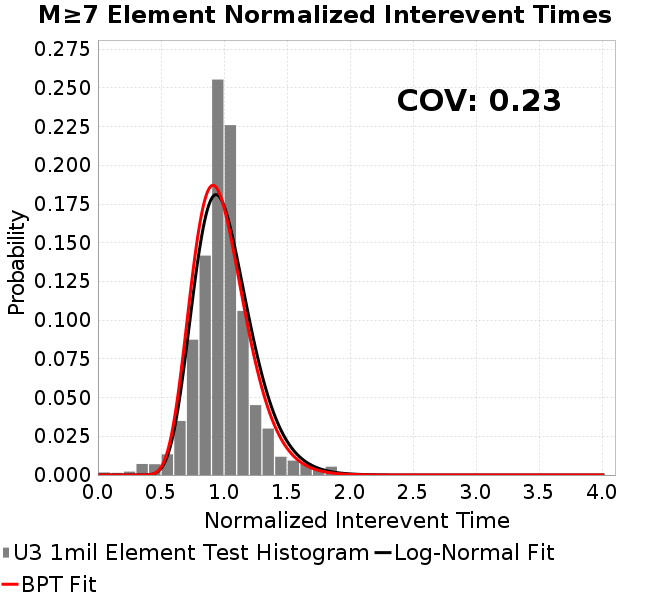 M≥7 Element Normalized Interevent Times
0.275
0.250
0.225
0.200
0.175
0.150
0.125
0.100
0.075
0.050
0.025
0.000
Probability
COV: 0.23
0.0 0.5 1.0 1.5 2.0 2.5 3.0 3.5 4.0
Normalized Interevent Time
U3 1mil Element Test Histogram Log-Normal Fit
BPT Fit